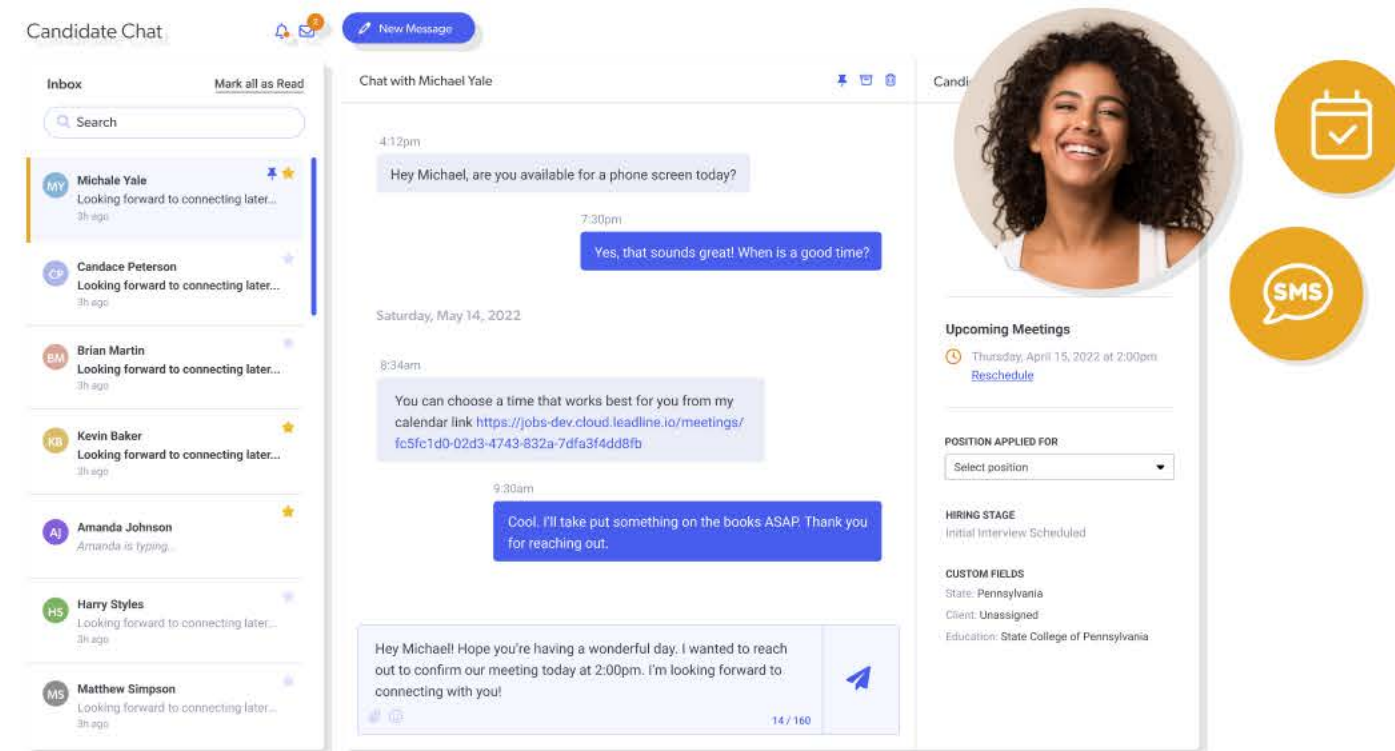 Candidate Chat
2
New Message
Inbox
Mark all as Read
Search
MY
Michale Yale
Looking forward to connecting later...
3h ago
CP
Candace Peterson
Looking forward to connecting later...
3h ago
BM
Brian Martin
Looking forward to connecting later...
3h ago
KB
Kevin Baker
Looking forward to connecting later...
3h ago
AJ
Amanda Johnson
Amanda is typing...
HS
Harry Styles
Looking forward to connecting later...
3h ago
MS
Matthew Simpson
Looking forward to connecting later...
3h ago
Chat with Michael Yale
4:12pm
Hey Michael, are you available for a phone screen today?
7:30pm
Yes, that sounds great! When is a good time?
Saturday, May 14, 2022
8:34am
You can choose a time that works best for you from my
calendar link https://jobs-dev.cloud.leadline.io/meetings/
fc5fc1d0-02d3-4743-832a-7dfa3f4dd8fb
9:30am
Cool. I'll take put something on the books ASAP. Thank you
for reaching out.
Hey Michael! Hope you're having a wonderful day. I wanted to reach
out to confirm our meeting today at 2:00pm. I'm looking forward to
connecting with you!
14 / 160
Candi
SMS
Upcoming Meetings
Thursday, April 15, 2022 at 2:00pm
Reschedule
POSITION APPLIED FOR
Select position
HIRING STAGE
Initial Interview Scheduled
CUSTOM FIELDS
State: Pennsylvania
Client: Unassigned
Education: State College of Pennsylvania